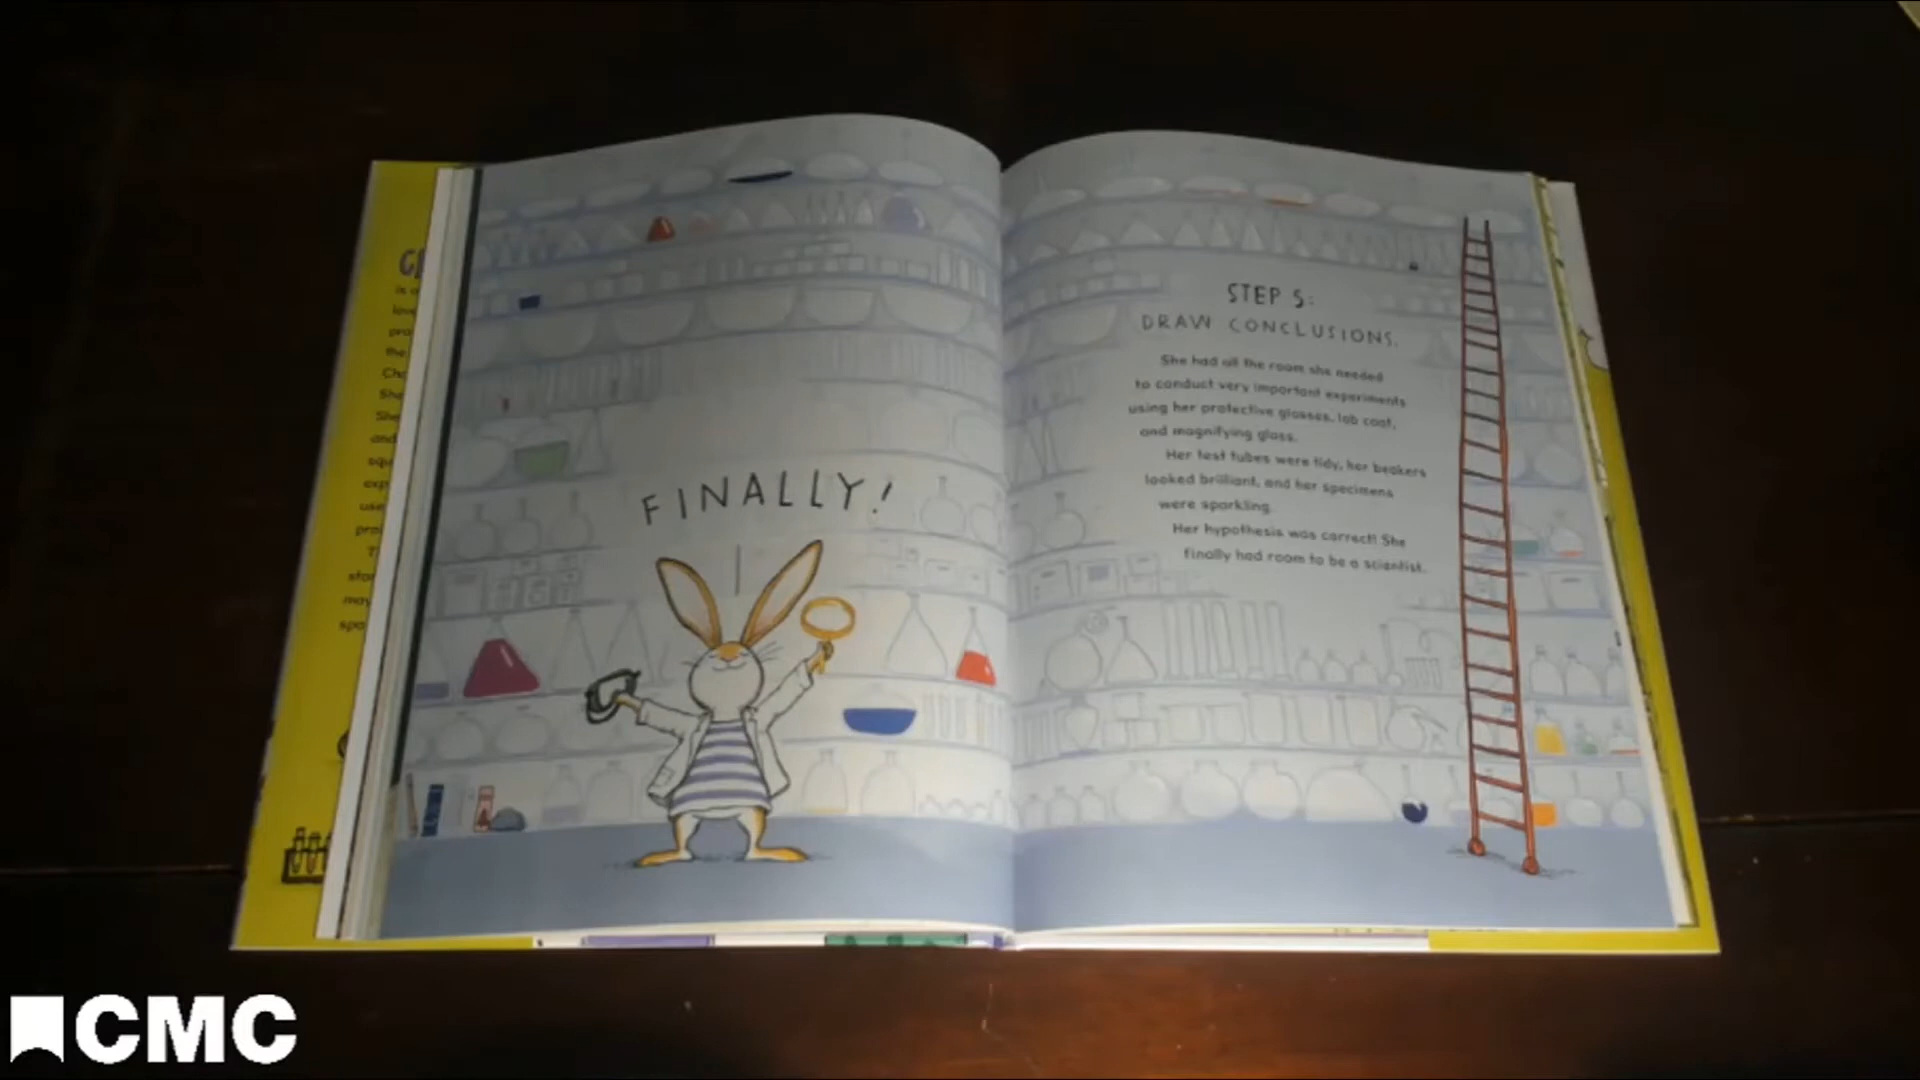 FINALLY!
STEP 5:
DRAW CONCLUSIONS.
She had all the room she needed
to conduct very important experiments
using her protective glasses, lab coat,
and magnifying glass.
Her test tubes were tidy, her beakers
looked brilliant, and her specimens
were sparkling.
Her hypothesis was correct! She
finally had room to be a scientist.
CMC